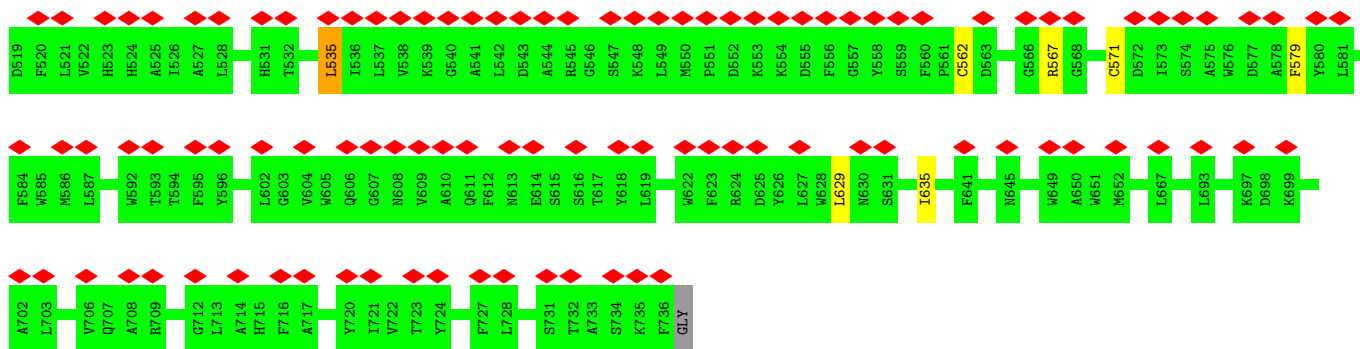 D519 F520 L521 V522 H523 H524 A525 I526 A527 L528 H531 T532 L535 I536 L537 V538 K539 G540 A541 L542 D543 A544 R545 G546 S547 K548 L549 M550 P551 D552 K553 K554 D555 F556 G557 Y558 S559 F560 P561 C562 D563 G566 R567 G568 C571 D572 I573 S574 A575 W576 D577 A578 F579 Y580 L581
F584 W585 M586 L587 W592 T593 T594 F595 Y596 L602 G603 V604 W605 Q606 G607 N608 V609 A610 Q611 F612 N613 E614 S615 S616 T617 Y618 L619 W622 F623 R624 D625 Y626 L627 W628 L629 N630 S631 I635 F641 N645 W649 A650 W651 M652 L667 L693 K697 D698 K699
A702 L703 V706 Q707 A708 R709 G712 L713 A714 H715 F716 A717 Y720 I721 V722 T723 Y724 F727 L728 S731 T732 A733 S734 K735 F736 GLY